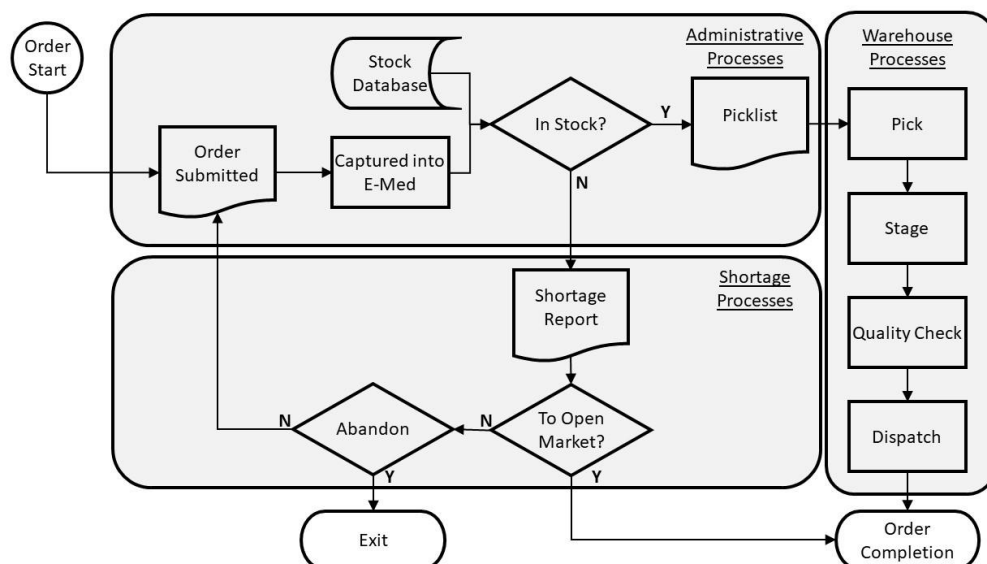 Order
Start
Stock
Database
Administrative
Processes
Warehouse
Processes
Order
Submitted
Captured into
E-Med
In Stock?
Y
N
Picklist
Pick
Stage
Quality Check
Dispatch
Shortage
Processes
Shortage
Report
To Open
Market?
N
Y
Abandon
N
Y
Exit
Order
Completion